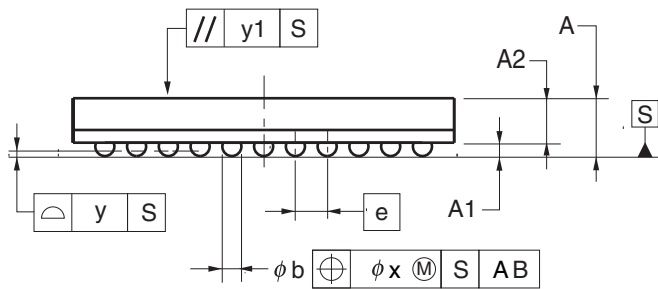 // y1 S
A
A2
S
A1
⌓ y S
e
φb ⌖ φx Ⓜ S AB